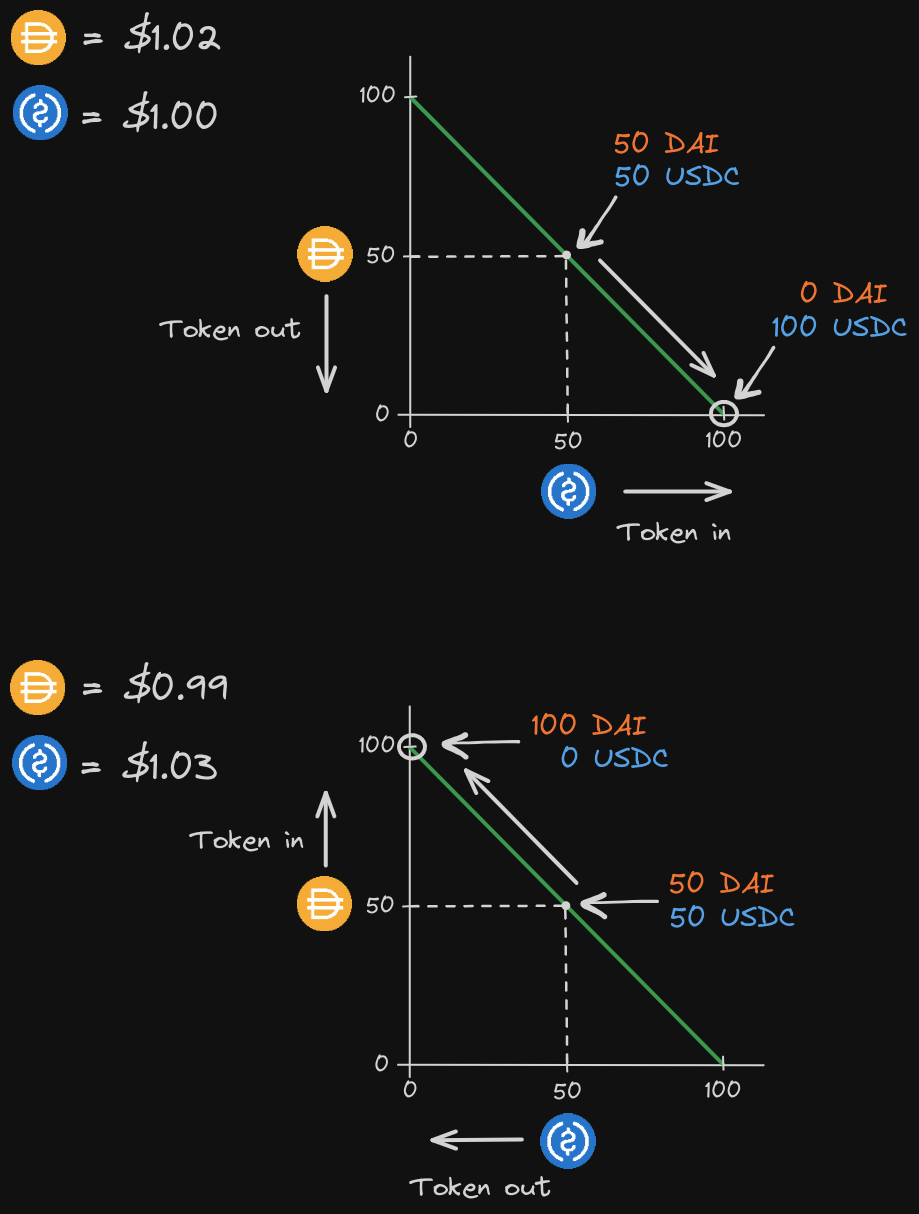 = $1.02
= $1.00
100
50 DAI
50 USDC
50
0 DAI
100 USDC
Token out
0
0
50
100
Token in
= $0.99
= $1.03
100
100 DAI
0 USDC
Token in
50 DAI
50
50 USDC
0
0
50
100
Token out